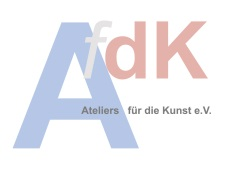 AfdK
Ateliers für die Kunst e.V.